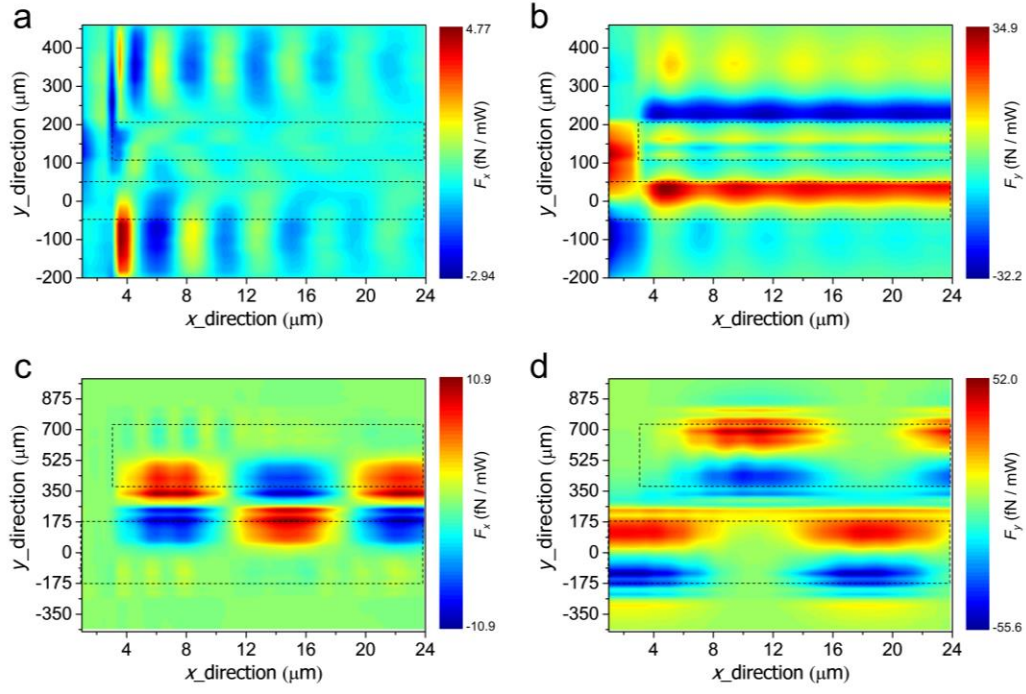 a
4.77
F_x (fN / mW)
-2.94
400
300
200
100
0
-100
-200
y_direction (μm)
4 8 12 16 20 24
x_direction (μm)
b
34.9
F_y (fN / mW)
-32.2
400
300
200
100
0
-100
-200
y_direction (μm)
4 8 12 16 20 24
x_direction (μm)
c
10.9
F_x (fN / mW)
-10.9
875
700
525
350
175
0
-175
-350
y_direction (μm)
4 8 12 16 20 24
x_direction (μm)
d
52.0
F_y (fN / mW)
-55.6
875
700
525
350
175
0
-175
-350
y_direction (μm)
4 8 12 16 20 24
x_direction (μm)